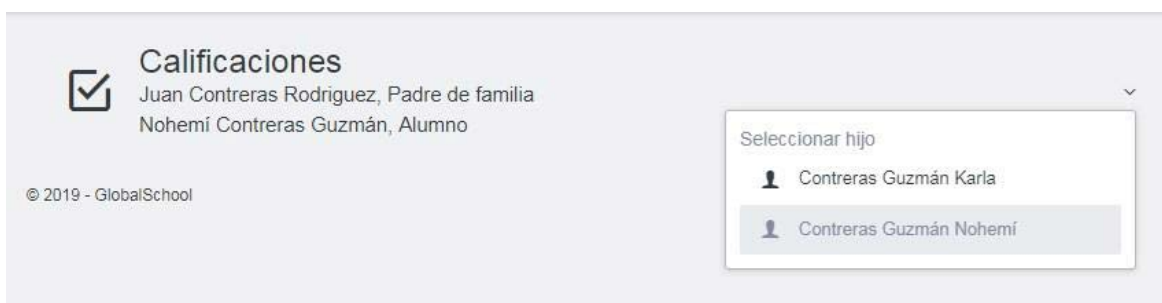 Calificaciones
Juan Contreras Rodriguez, Padre de familia
Nohemí Contreras Guzmán, Alumno
Seleccionar hijo
Contreras Guzmán Karla
Contreras Guzmán Nohemí
© 2019 - GlobalSchool